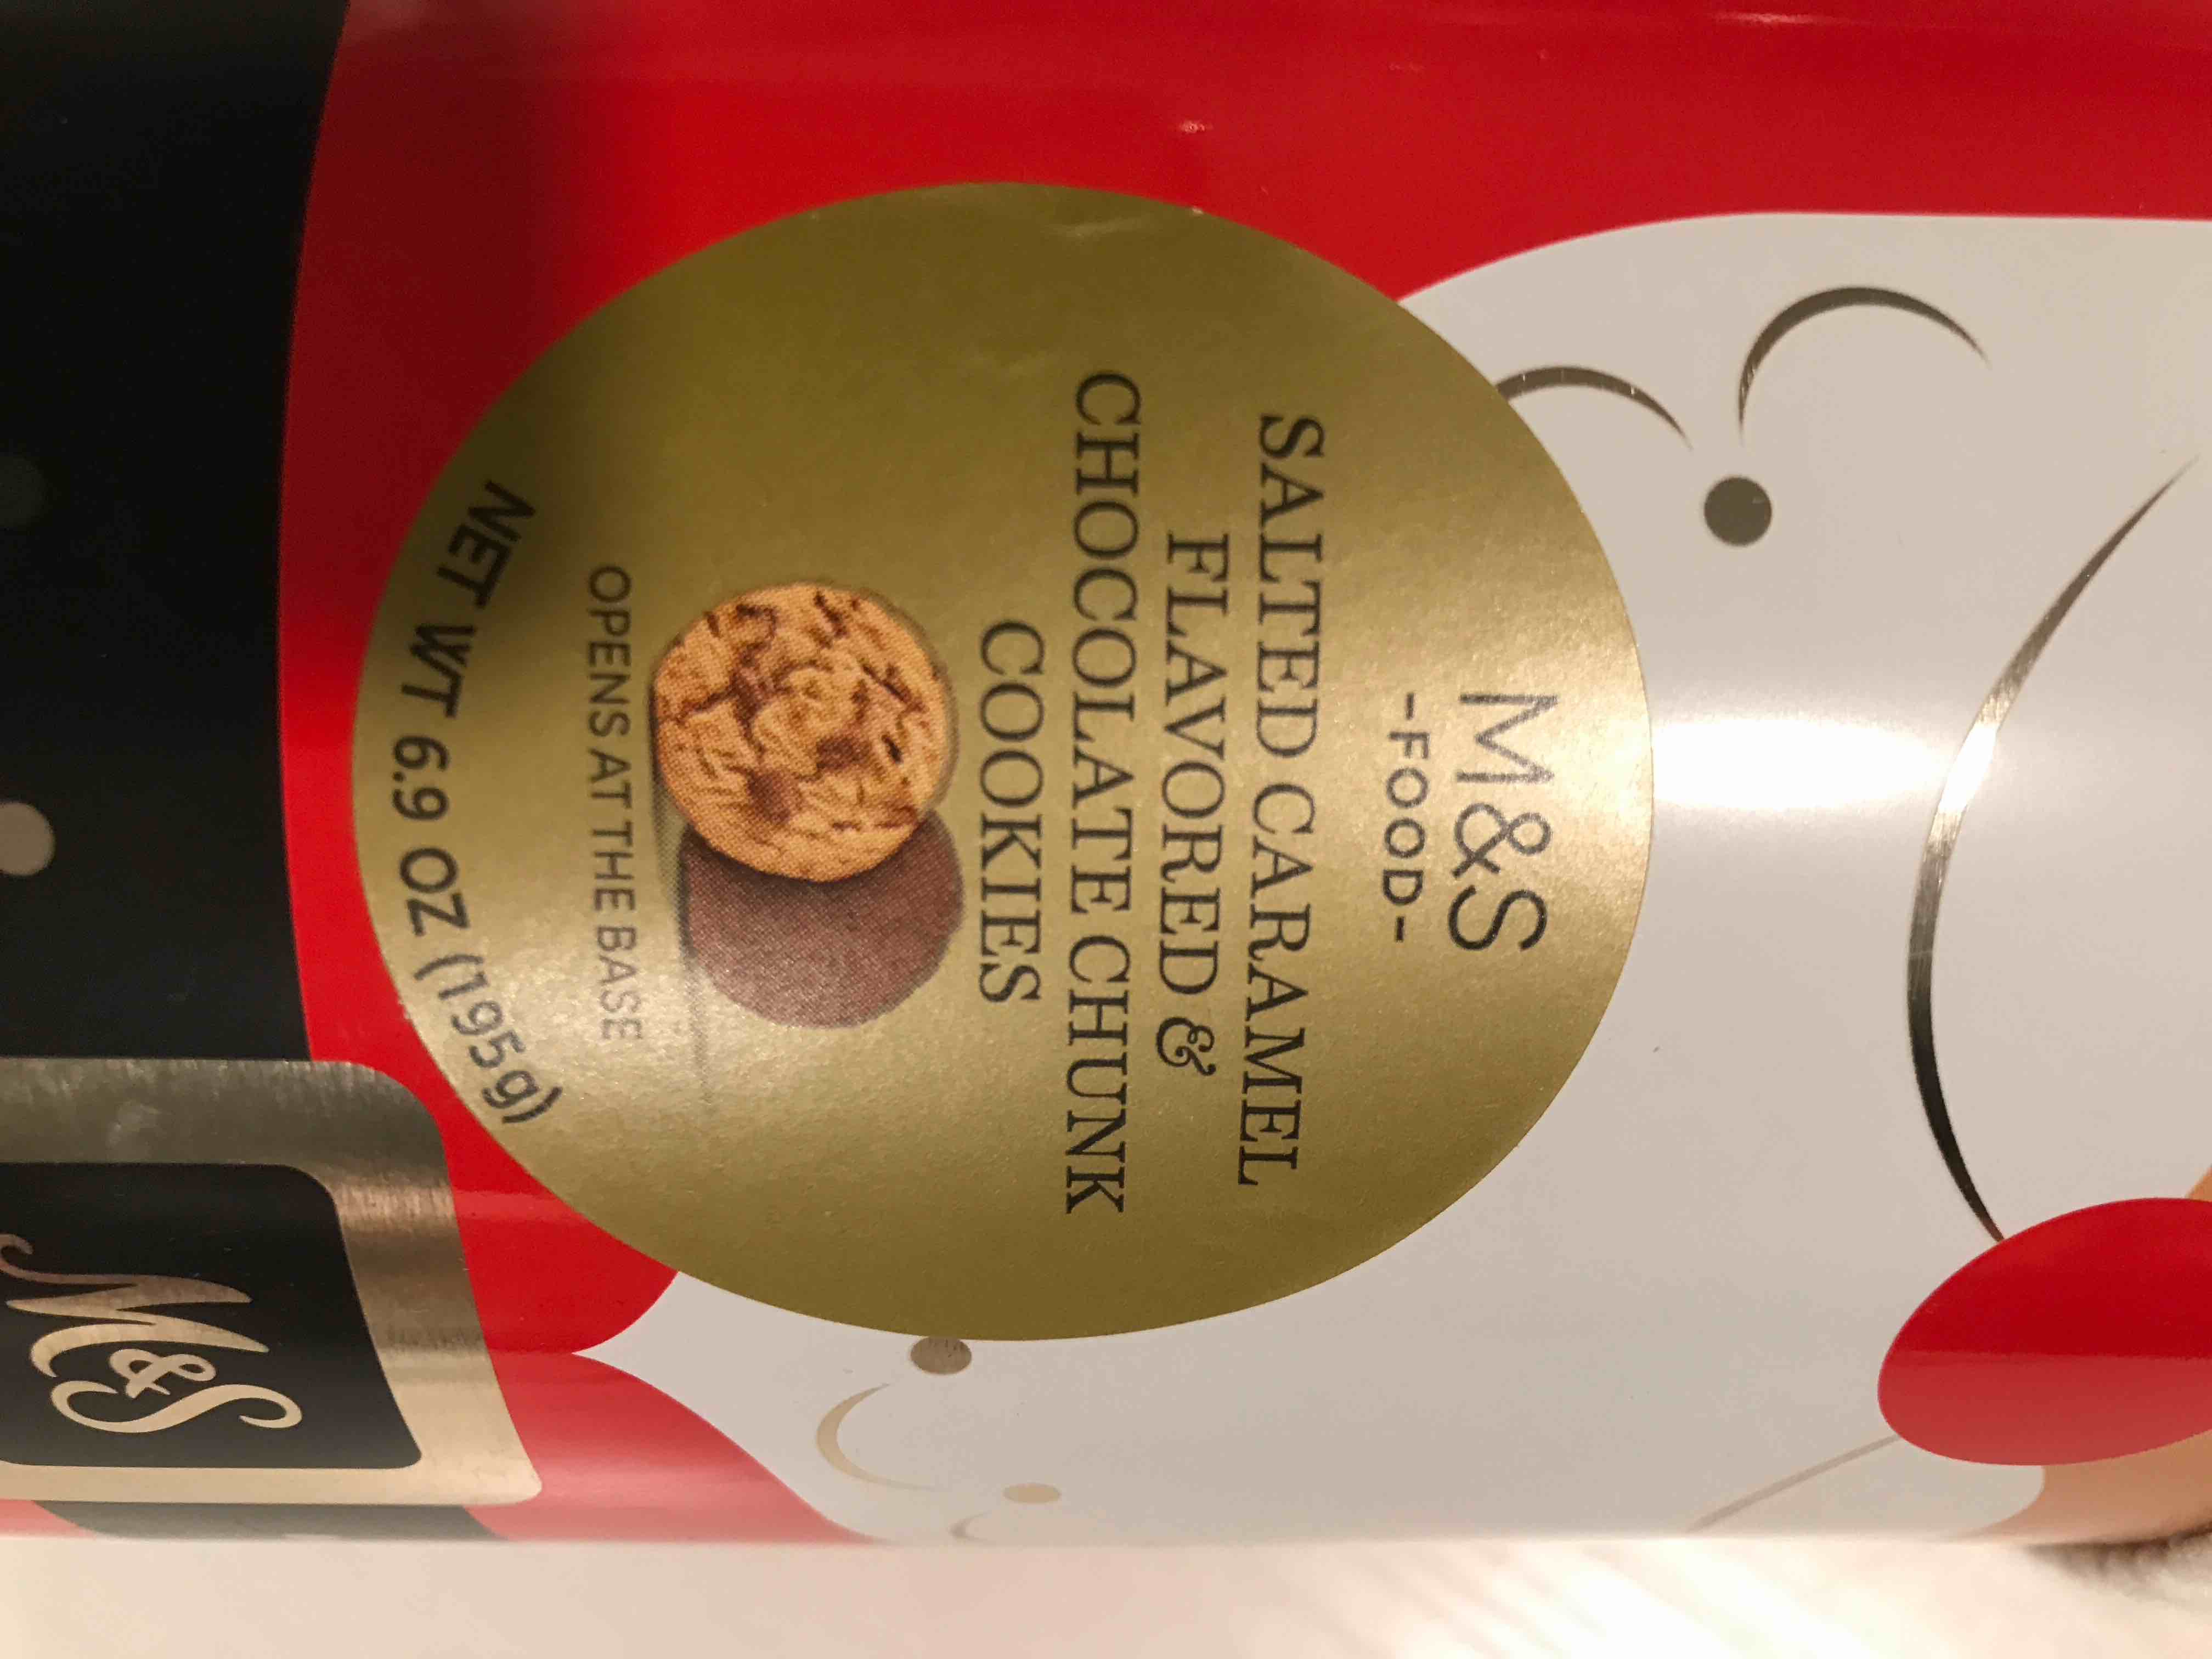 M&S
-FOOD-
SALTED CARAMEL
FLAVORED &
CHOCOLATE CHUNK
COOKIES
OPENS AT THE BASE
NET WT 6.9 OZ (195g)
M&S